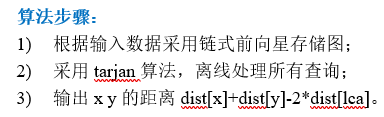 算法步骤:
1) 根据输入数据采用链式前向星存储图;
2) 采用 tarjan 算法, 离线处理所有查询;
3) 输出 x y 的距离 dist[x]+dist[y]-2*dist[lca]。